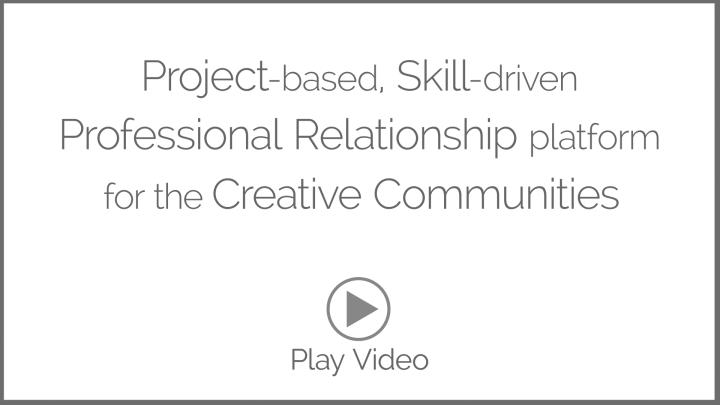 Project-based, Skill-driven
Professional Relationship platform
for the Creative Communities
Play Video